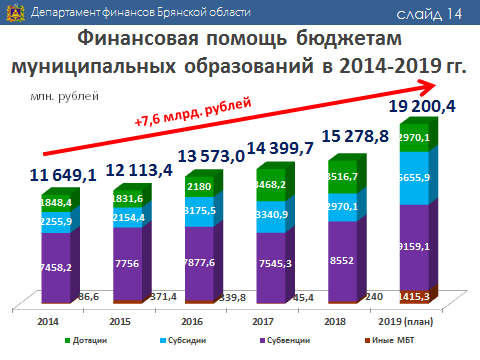 Департамент финансов Брянской области
слайд 14
Финансовая помощь бюджетам
муниципальных образований в 2014-2019 гг.
млн. рублей
+7,6 млрд. рублей
11 649,1 12 113,4 13 573,0 14 399,7 15 278,8 19 200,4
1848,4 1831,6 2180 3468,2 3516,7 2970,1
2255,9 2154,4 3175,5 3340,9 2970,1 5655,9
7458,2 7756 7877,6 7545,3 8552 9159,1
86,6 371,4 339,8 45,4 240 1415,3
2014 2015 2016 2017 2018 2019 (план)
Дотации Субсидии Субвенции Иные МБТ